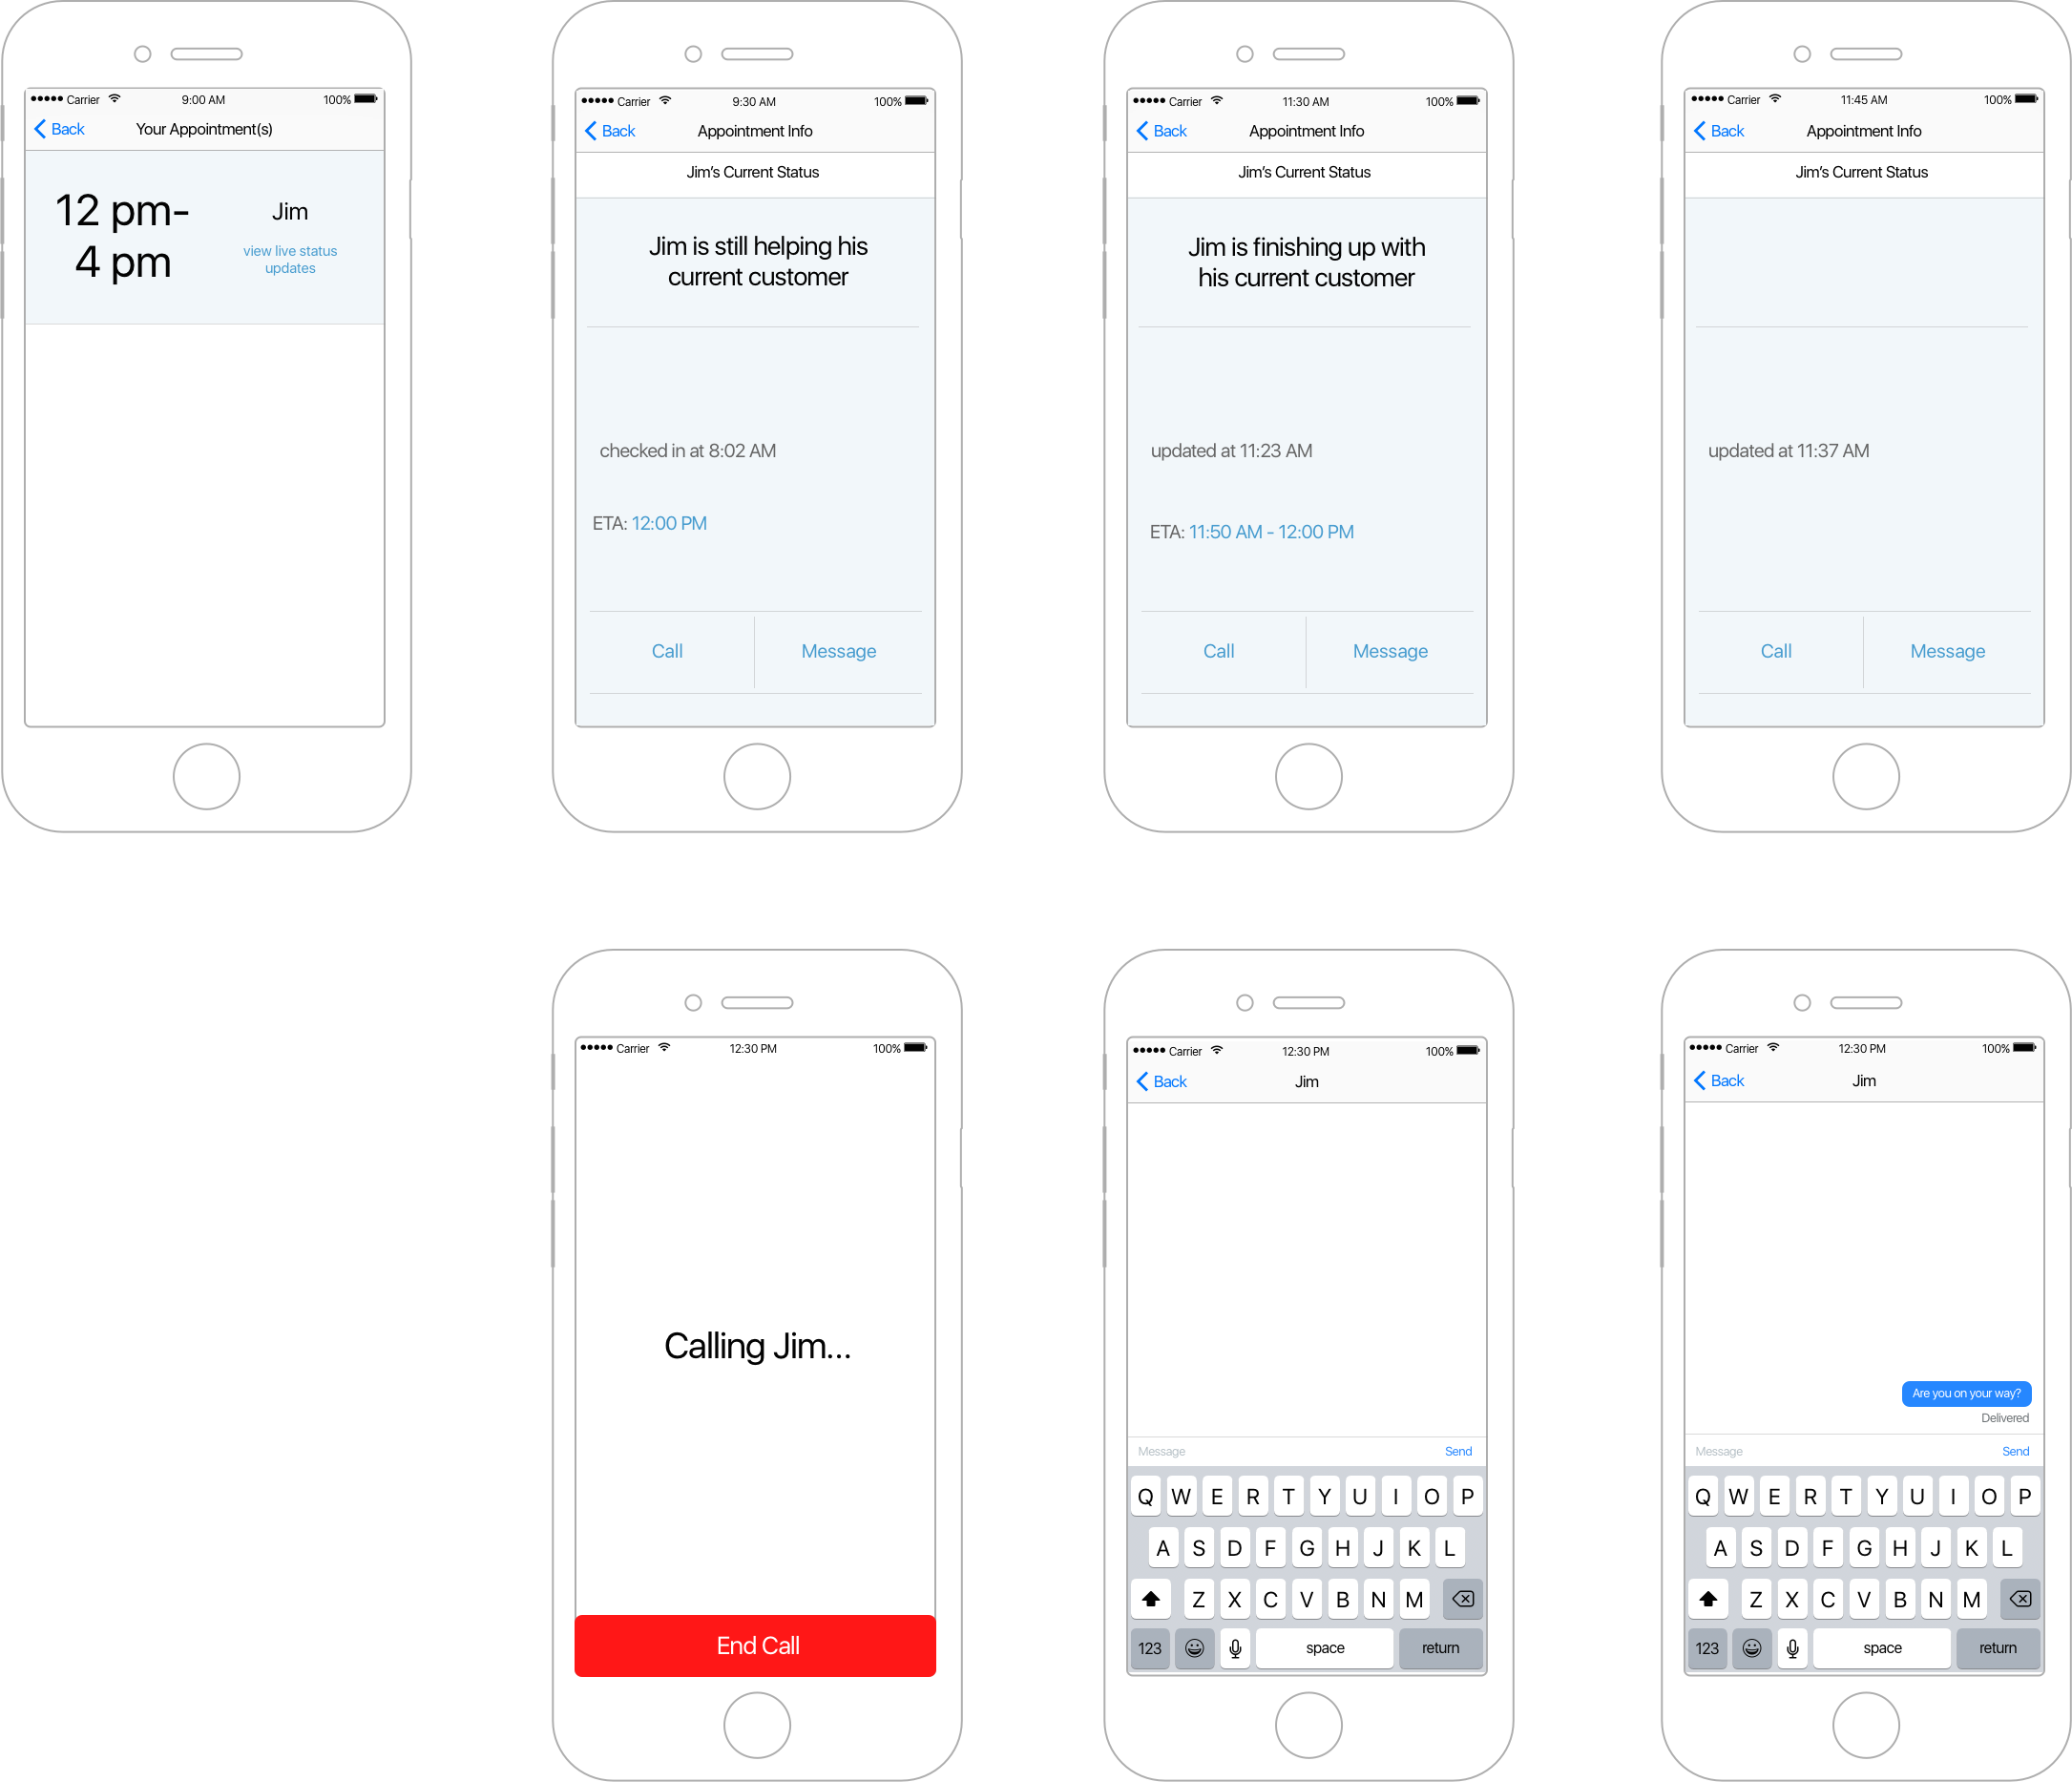 Carrier 9:00 AM 100%
Back Your Appointment(s)
12 pm-
4 pm
Jim
view live status
updates
Carrier 9:30 AM 100%
Back Appointment Info
Jim's Current Status
Jim is still helping his
current customer
checked in at 8:02 AM
ETA: 12:00 PM
Call Message
Carrier 11:30 AM 100%
Back Appointment Info
Jim's Current Status
Jim is finishing up with
his current customer
updated at 11:23 AM
ETA: 11:50 AM - 12:00 PM
Call Message
Carrier 11:45 AM 100%
Back Appointment Info
Jim's Current Status
updated at 11:37 AM
Call Message
Carrier 12:30 PM 100%
Calling Jim...
End Call
Carrier 12:30 PM 100%
Back Jim
Message Send
Q W E R T Y U I O P
A S D F G H J K L
Z X C V B N M
123 space return
Carrier 12:30 PM 100%
Back Jim
Are you on your way?
Delivered
Message Send
Q W E R T Y U I O P
A S D F G H J K L
Z X C V B N M
123 space return